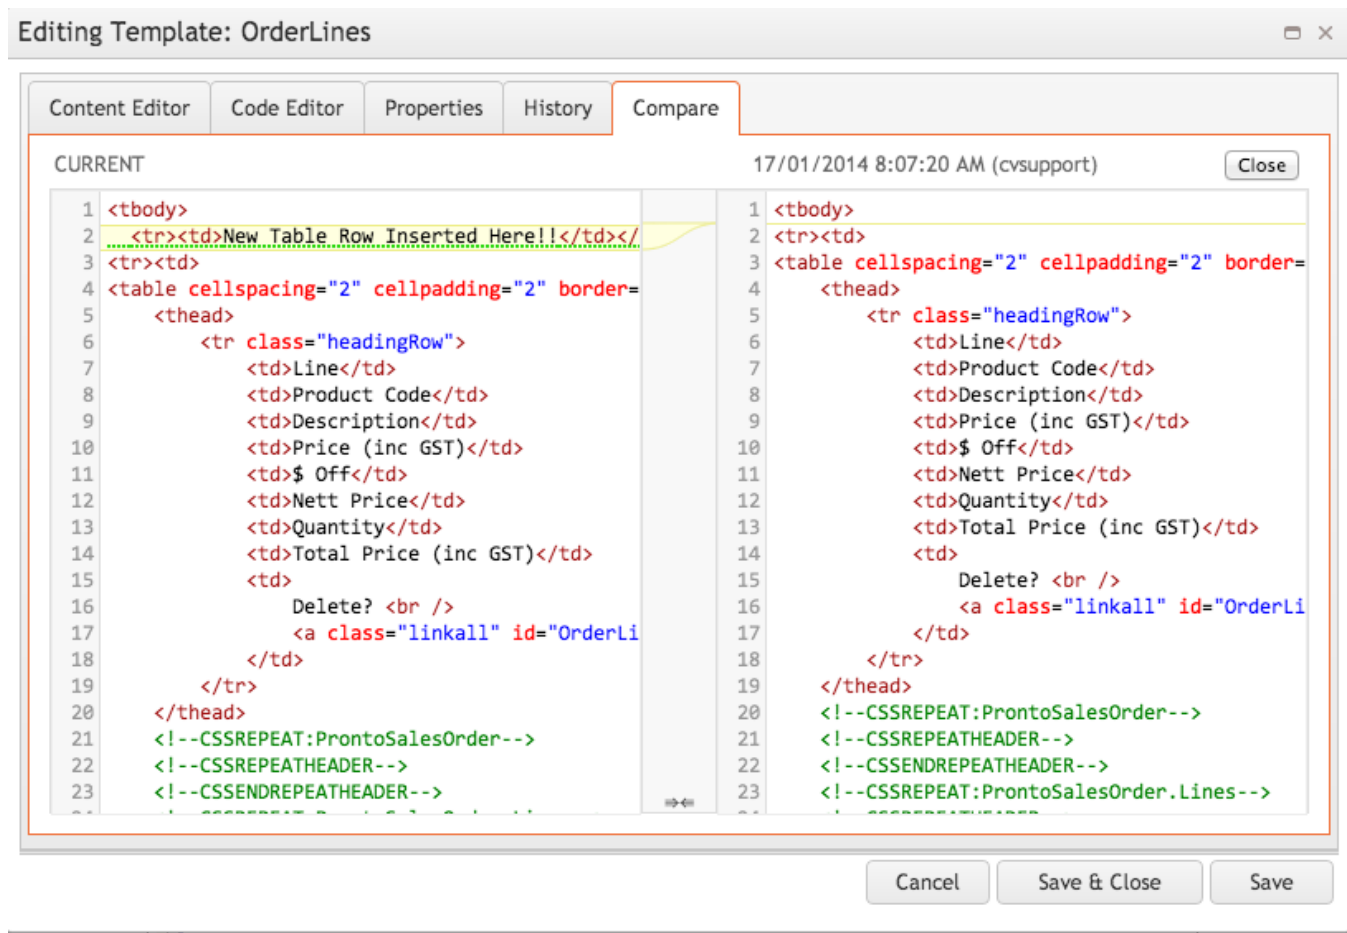 Editing Template: OrderLines
Content Editor
Code Editor
Properties
History
Compare
CURRENT
1 <tbody>
2 <tr><td>New Table Row Inserted Here!!</td></
3 <tr><td>
4 <table cellspacing="2" cellpadding="2" border=
5 <thead>
6 <tr class="headingRow">
7 <td>Line</td>
8 <td>Product Code</td>
9 <td>Description</td>
10 <td>Price (inc GST)</td>
11 <td>$ Off</td>
12 <td>Nett Price</td>
13 <td>Quantity</td>
14 <td>Total Price (inc GST)</td>
15 <td>
16 Delete? <br />
17 <a class="linkall" id="OrderLi
18 </td>
19 </tr>
20 </thead>
21 <!--CSSREPEAT:ProntoSalesOrder-->
22 <!--CSSREPEATHEADER-->
23 <!--CSSENDREPEATHEADER-->
17/01/2014 8:07:20 AM (cvsupport)
Close
1 <tbody>
2 <tr><td>
3 <table cellspacing="2" cellpadding="2" border=
4 <thead>
5 <tr class="headingRow">
6 <td>Line</td>
7 <td>Product Code</td>
8 <td>Description</td>
9 <td>Price (inc GST)</td>
10 <td>$ Off</td>
11 <td>Nett Price</td>
12 <td>Quantity</td>
13 <td>Total Price (inc GST)</td>
14 <td>
15 Delete? <br />
16 <a class="linkall" id="OrderLi
17 </td>
18 </tr>
19 </thead>
20 <!--CSSREPEAT:ProntoSalesOrder-->
21 <!--CSSREPEATHEADER-->
22 <!--CSSENDREPEATHEADER-->
23 <!--CSSREPEAT:ProntoSalesOrder.Lines-->
Cancel
Save & Close
Save